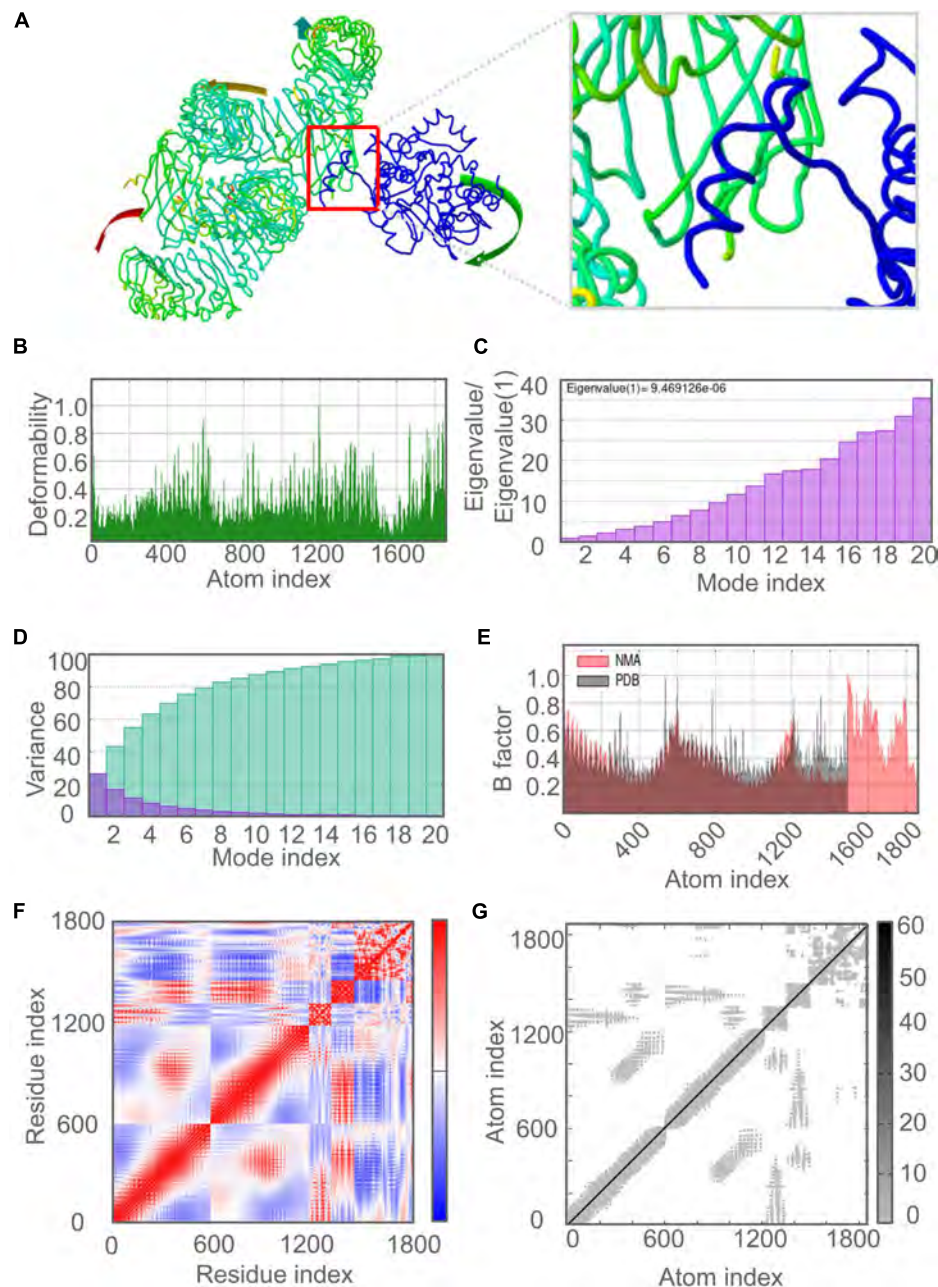 A
B
Deformability
1.0
0.8
0.6
0.4
0.2
0 400 800 1200 1600
Atom index
C
Eigenvalue/
Eigenvalue(1)
Eigenvalue(1)= 9.469126e-06
40
30
20
10
0
2 4 6 8 10 12 14 16 18 20
Mode index
D
Variance
100
80
60
40
20
0
2 4 6 8 10 12 14 16 18 20
Mode index
E
NMA
PDB
B factor
1.0
0.8
0.6
0.4
0.2
0 400 800 1200 1600 1800
Atom index
F
Residue index
1800
1200
600
0
0 600 1200 1800
Residue index
G
Atom index
1800
1200
600
0
0 600 1200 1800
Atom index
60
50
40
30
20
10
0